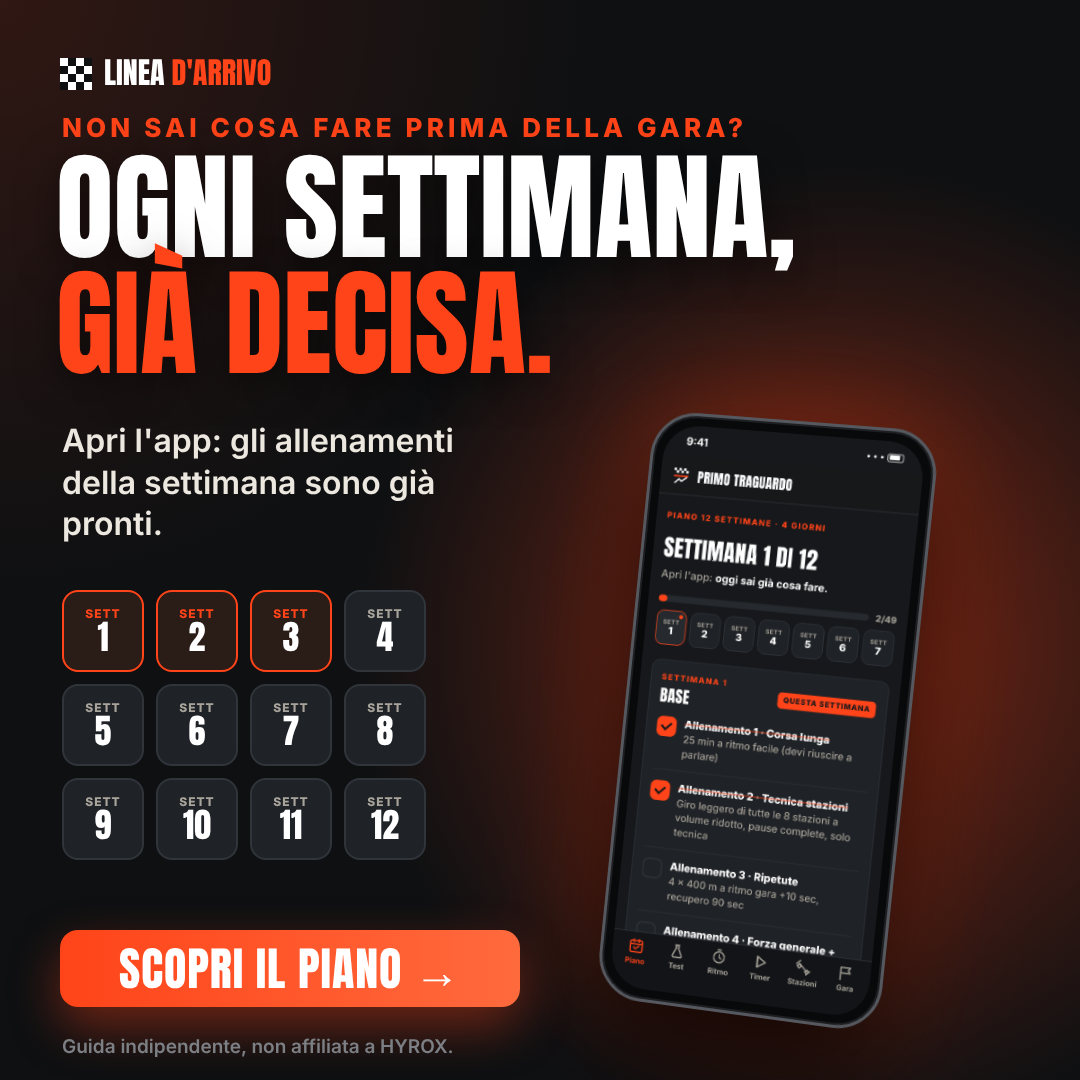 LINEA D'ARRIVO
NON SAI COSA FARE PRIMA DELLA GARA?
OGNI SETTIMANA,
GIÀ DECISA.
Apri l'app: gli allenamenti
della settimana sono già
pronti.
SETT 1
SETT 2
SETT 3
SETT 4
SETT 5
SETT 6
SETT 7
SETT 8
SETT 9
SETT 10
SETT 11
SETT 12
SCOPRI IL PIANO →
Guida indipendente, non affiliata a HYROX.
9:41
PRIMO TRAGUARDO
PIANO 12 SETTIMANE · 4 GIORNI
SETTIMANA 1 DI 12
Apri l'app: oggi sai già cosa fare.
2/49
SETT 1
SETT 2
SETT 3
SETT 4
SETT 5
SETT 6
SETT 7
SETTIMANA 1
BASE
QUESTA SETTIMANA
Allenamento 1 · Corsa lunga
25 min a ritmo facile (devi riuscire a
parlare)
Allenamento 2 · Tecnica stazioni
Giro leggero di tutte le 8 stazioni a
volume ridotto, pause complete, solo
tecnica
Allenamento 3 · Ripetute
4 × 400 m a ritmo gara +10 sec,
recupero 90 sec
Allenamento 4 · Forza generale +
Piano
Test
Ritmo
Timer
Stazioni
Gara